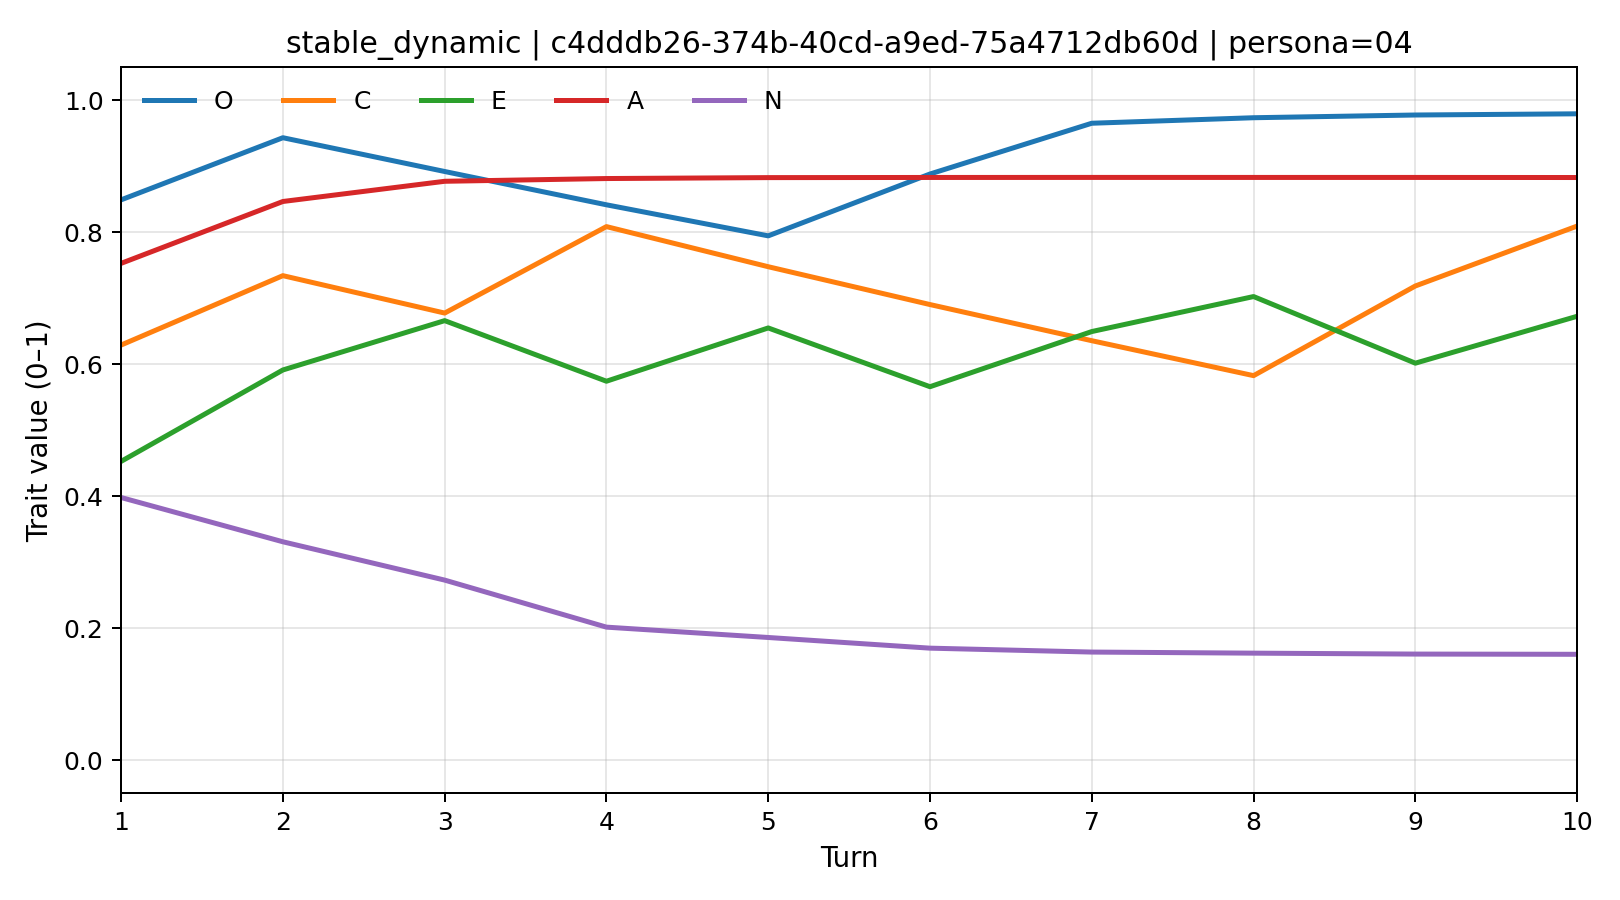 stable_dynamic | c4dddb26-374b-40cd-a9ed-75a4712db60d | persona=04
O C E A N
1.0
0.8
0.6
0.4
0.2
0.0
Trait value (0–1)
1 2 3 4 5 6 7 8 9 10
Turn